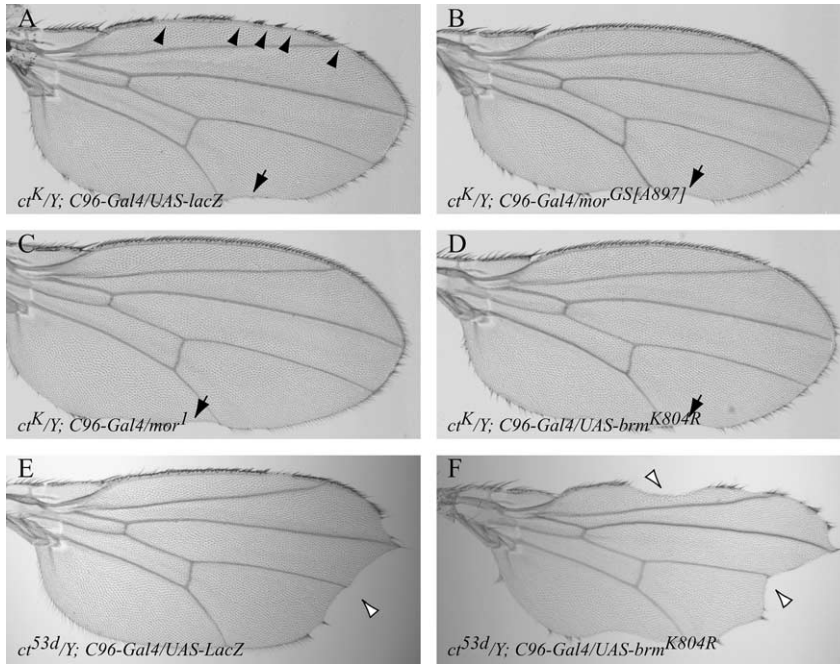 A
ct^K/Y; C96-Gal4/UAS-lacZ
B
ct^K/Y; C96-Gal4/mor^GS[A897]
C
ct^K/Y; C96-Gal4/mor^1
D
ct^K/Y; C96-Gal4/UAS-brm^K804R
E
ct^53d/Y; C96-Gal4/UAS-LacZ
F
ct^53d/Y; C96-Gal4/UAS-brm^K804R